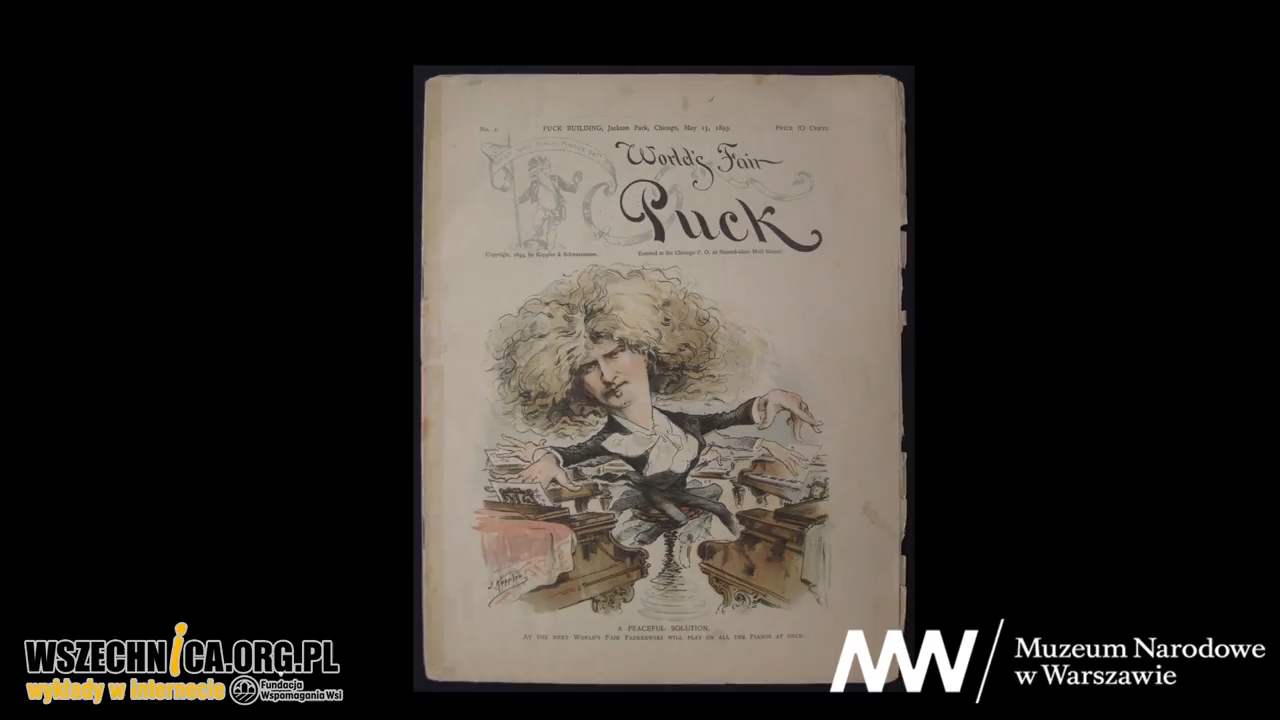 No. 2. PUCK BUILDING, Jackson Park, Chicago, May 15, 1893. PRICE 10 CENTS
World's Fair
Puck
Copyright, 1893, by Keppler & Schwarzmann. Entered at the Chicago P. O. as Second-class Mail Matter.
J. Keppler
A PEACEFUL SOLUTION.
AT THE NEXT WORLD'S FAIR PADEREWSKI WILL PLAY ON ALL THE PIANOS AT ONCE.
WSZECHNICA.ORG.PL
wykłady w internecie
Fundacja
Wspomagania Wsi
MNW
Muzeum Narodowe
w Warszawie